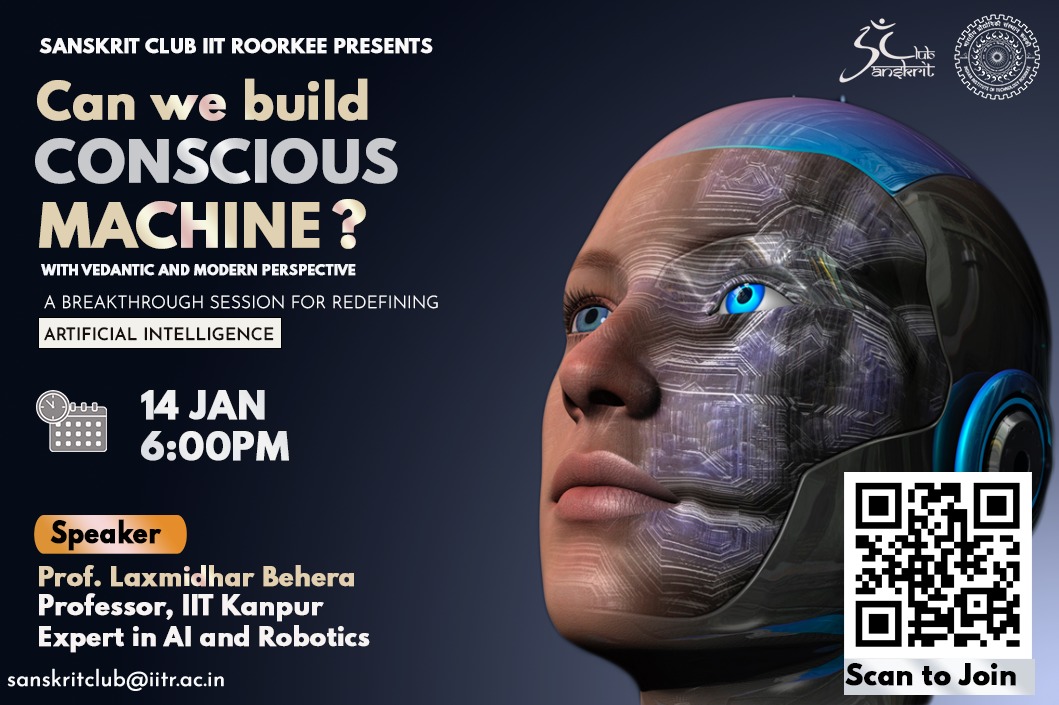 SANSKRIT CLUB IIT ROORKEE PRESENTS
Can we build
CONSCIOUS
MACHINE ?
WITH VEDANTIC AND MODERN PERSPECTIVE
A BREAKTHROUGH SESSION FOR REDEFINING
ARTIFICIAL INTELLIGENCE
14 JAN
6:00PM
Speaker
Prof. Laxmidhar Behera
Professor, IIT Kanpur
Expert in AI and Robotics
sanskritclub@iitr.ac.in
Club
Sanskrit
Scan to Join